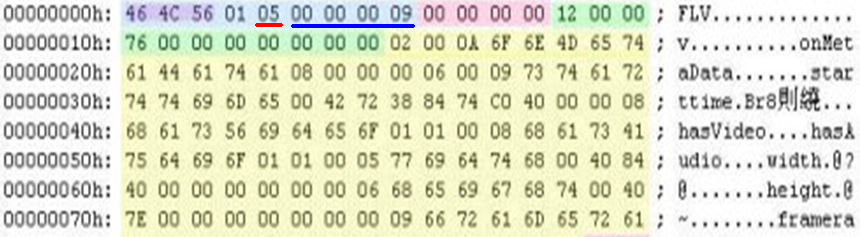 00000000h: 46 4C 56 01 05 00 00 00 09 00 00 00 00 12 00 00 ; FLV.............
00000010h: 76 00 00 00 00 00 00 00 02 00 0A 6F 6E 4D 65 74 ; v..........onMet
00000020h: 61 44 61 74 61 08 00 00 00 06 00 09 73 74 61 72 ; aData.......star
00000030h: 74 74 69 6D 65 00 42 72 38 84 74 C0 40 00 00 08 ; ttime.Br8則繞...
00000040h: 68 61 73 56 69 64 65 6F 01 01 00 08 68 61 73 41 ; hasVideo....hasA
00000050h: 75 64 69 6F 01 01 00 05 77 69 64 74 68 00 40 84 ; udio....width.@?
00000060h: 40 00 00 00 00 00 00 06 68 65 69 67 68 74 00 40 ; @.......height.@
00000070h: 7E 00 00 00 00 00 00 09 66 72 61 6D 65 72 61 ; ~........framera